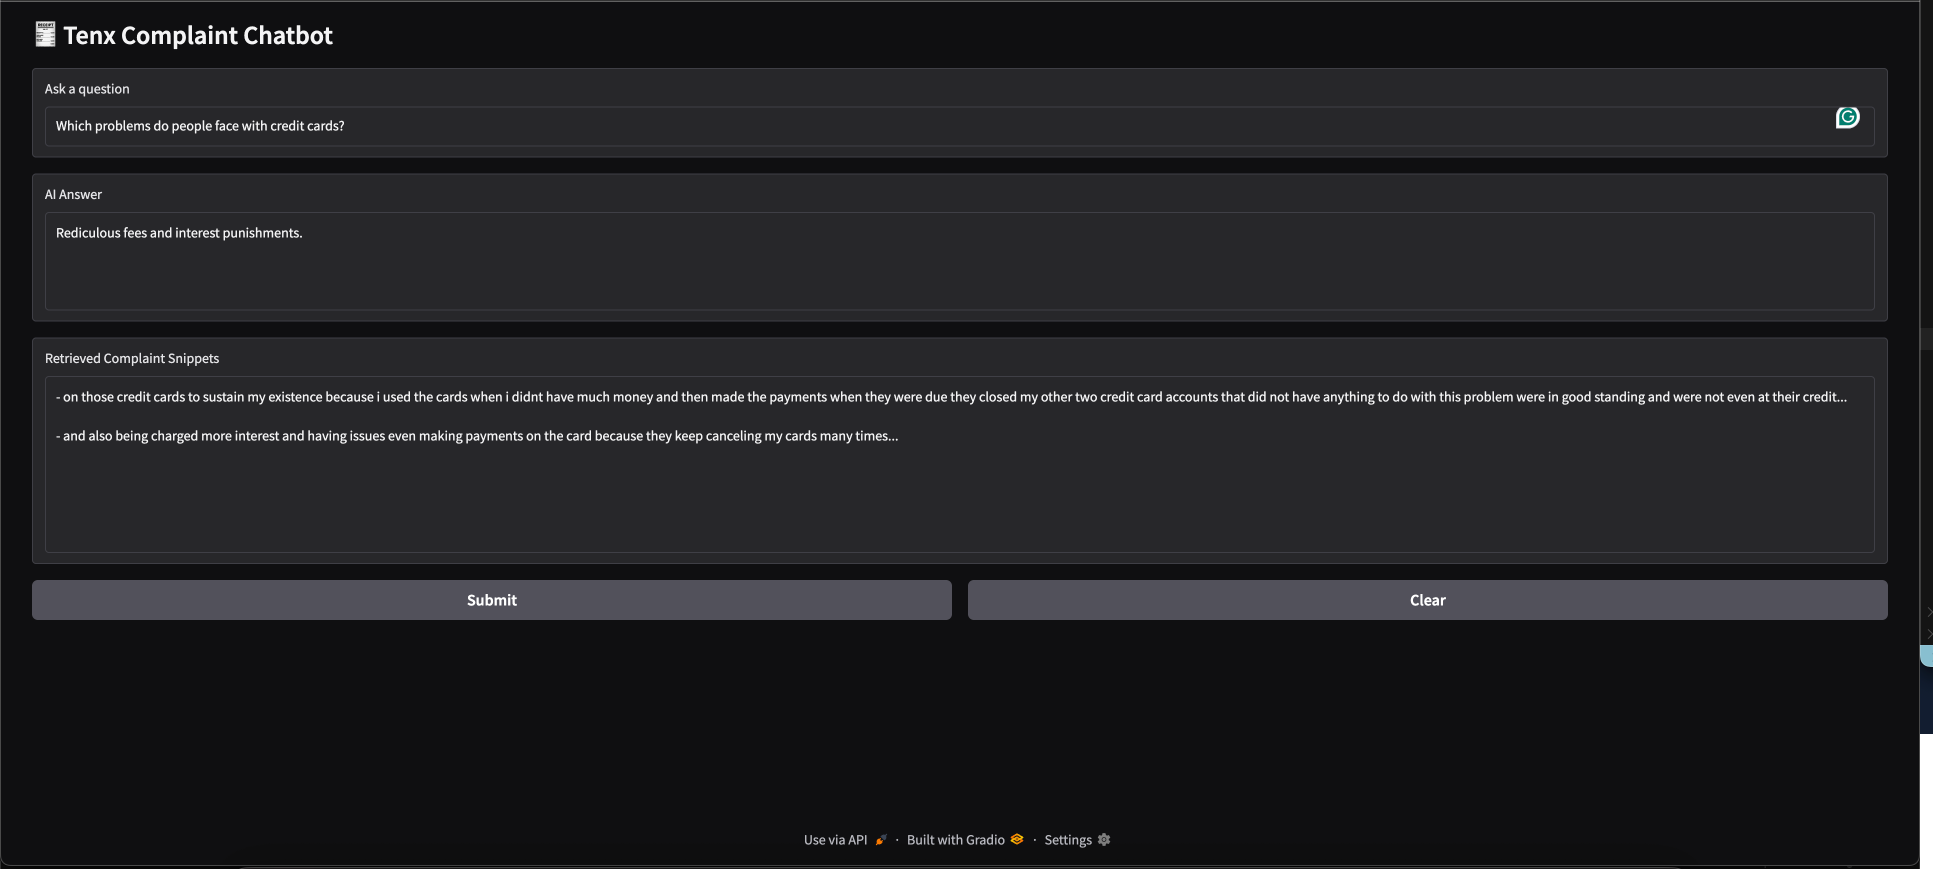 Tenx Complaint Chatbot
Ask a question
Which problems do people face with credit cards?
AI Answer
Rediculous fees and interest punishments.
Retrieved Complaint Snippets
- on those credit cards to sustain my existence because i used the cards when i didnt have much money and then made the payments when they were due they closed my other two credit card accounts that did not have anything to do with this problem were in good standing and were not even at their credit...
- and also being charged more interest and having issues even making payments on the card because they keep canceling my cards many times...
Submit
Clear
Use via API · Built with Gradio · Settings